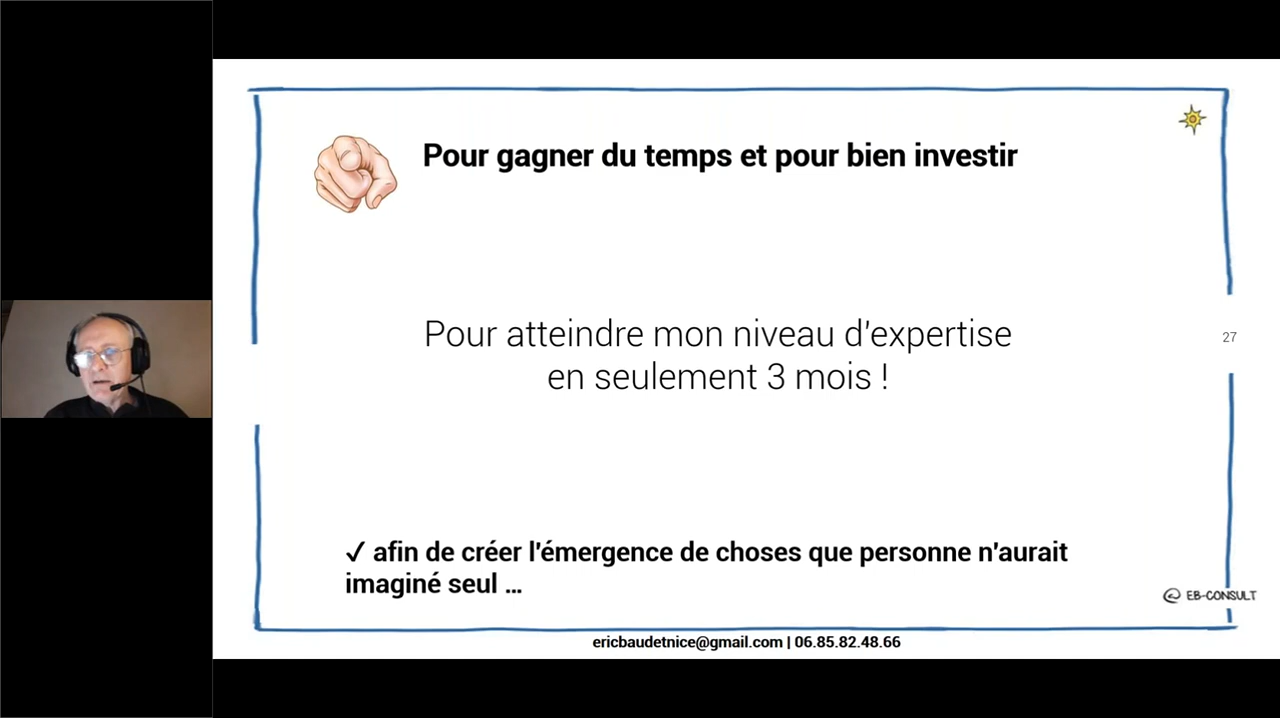 Pour gagner du temps et pour bien investir
Pour atteindre mon niveau d'expertise
en seulement 3 mois !
27
✓ afin de créer l'émergence de choses que personne n'aurait
imaginé seul ...
@ EB-CONSULT
ericbaudetnice@gmail.com | 06.85.82.48.66